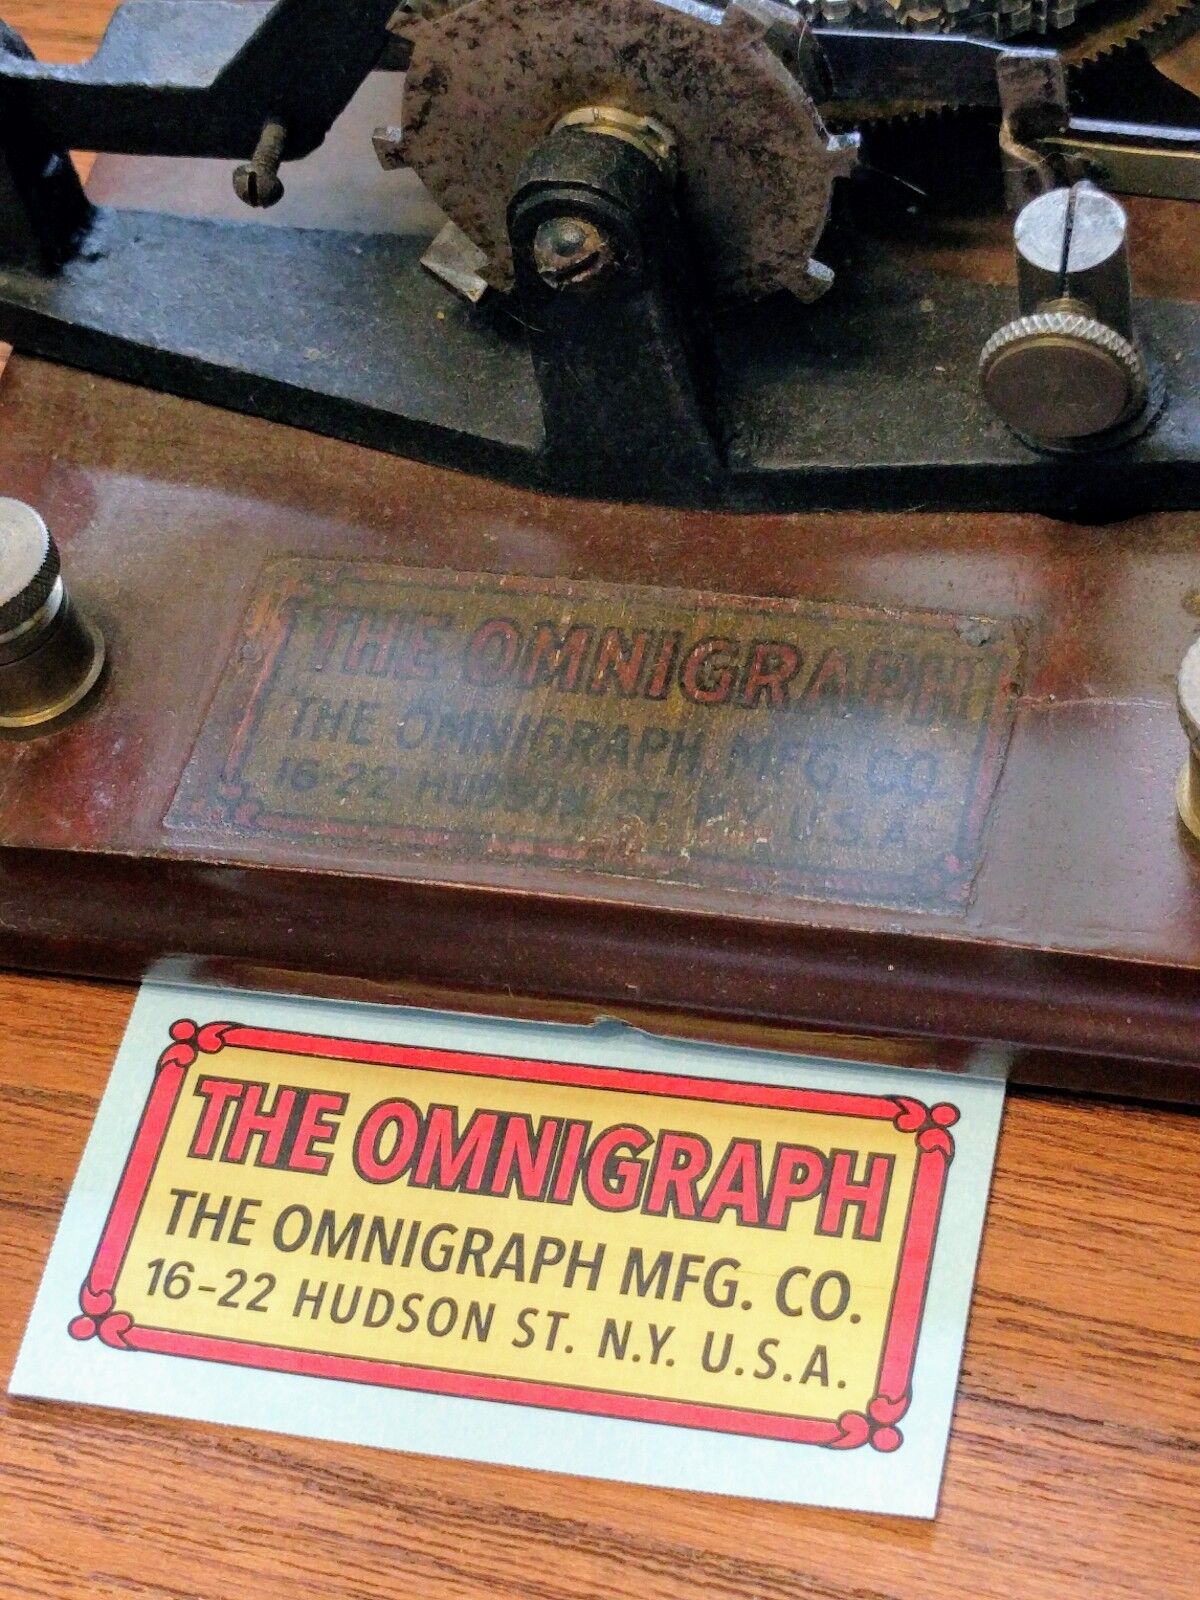 THE OMNIGRAPH
THE OMNIGRAPH MFG CO.
16-22 HUDSON ST. N.Y. U.S.A.
THE OMNIGRAPH
THE OMNIGRAPH MFG. CO.
16-22 HUDSON ST. N.Y. U.S.A.